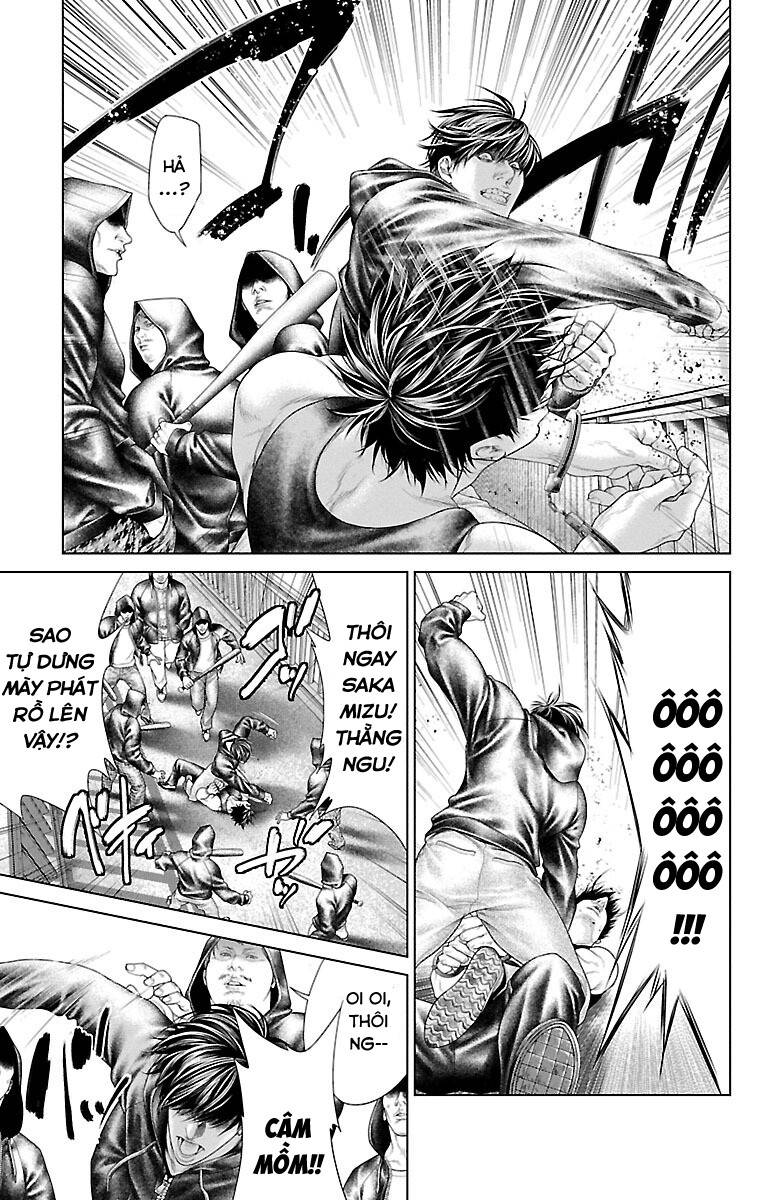 HẢ
...?
ÔÔÔ
ÔÔÔ
ÔÔÔ
ÔÔÔ
!!!
THÔI
NGAY
SAKA
MIZU!
THẰNG
NGU!
SAO
TỰ DƯNG
MÀY PHÁT
RỒ LÊN
VẬY!?
OI OI,
THÔI
NG--
CÂM
MỒM!!